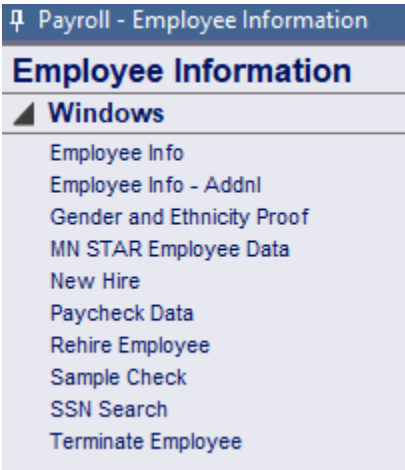 Payroll - Employee Information
Employee Information
Windows
Employee Info
Employee Info - Addnl
Gender and Ethnicity Proof
MN STAR Employee Data
New Hire
Paycheck Data
Rehire Employee
Sample Check
SSN Search
Terminate Employee